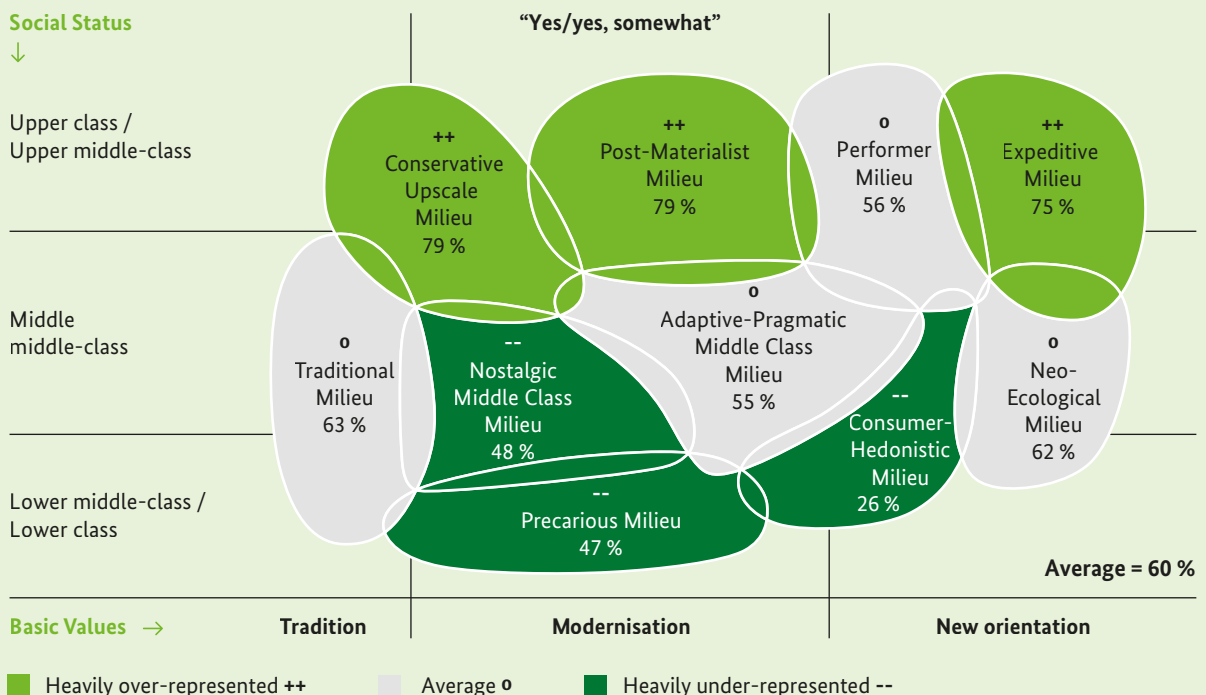 Social Status
↓
“Yes/yes, somewhat”
Upper class /
Upper middle-class
++
Conservative
Upscale
Milieu
79 %
++
Post-Materialist
Milieu
79 %
o
Performer
Milieu
56 %
++
Expeditive
Milieu
75 %
Middle
middle-class
o
Traditional
Milieu
63 %
--
Nostalgic
Middle Class
Milieu
48 %
o
Adaptive-Pragmatic
Middle Class
Milieu
55 %
--
Consumer-
Hedonistic
Milieu
26 %
o
Neo-
Ecological
Milieu
62 %
Lower middle-class /
Lower class
--
Precarious Milieu
47 %
Average = 60 %
Basic Values →
Tradition
Modernisation
New orientation
Heavily over-represented ++
Average o
Heavily under-represented --